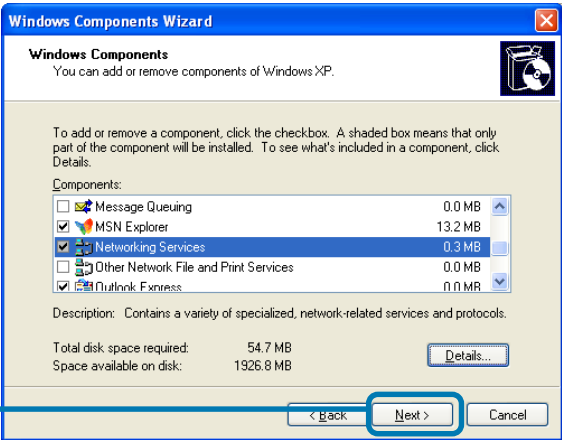 Windows Components Wizard
Windows Components
You can add or remove components of Windows XP.
To add or remove a component, click the checkbox. A shaded box means that only
part of the component will be installed. To see what's included in a component, click
Details.
Components:
Message Queuing 0.0 MB
MSN Explorer 13.2 MB
Networking Services 0.3 MB
Other Network File and Print Services 0.0 MB
Outlook Express 0.0 MB
Description: Contains a variety of specialized, network-related services and protocols.
Total disk space required: 54.7 MB
Space available on disk: 1926.8 MB
Details...
< Back Next > Cancel